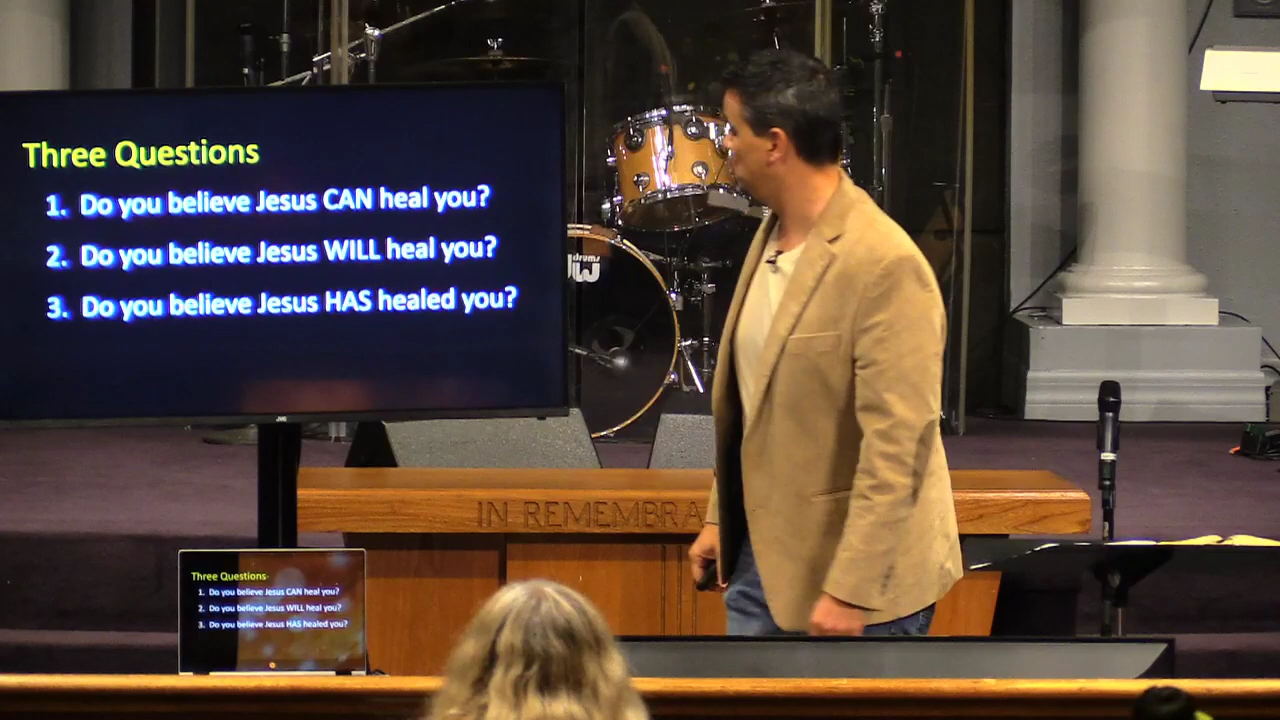 Three Questions
1. Do you believe Jesus CAN heal you?
2. Do you believe Jesus WILL heal you?
3. Do you believe Jesus HAS healed you?
drums
IN REMEMBRA
Three Questions
1. Do you believe Jesus CAN heal you?
2. Do you believe Jesus WILL heal you?
3. Do you believe Jesus HAS healed you?